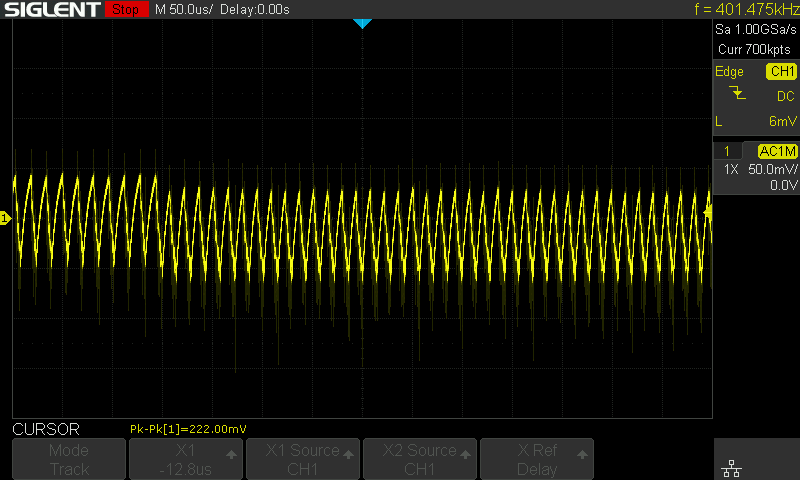 SIGLENT Stop M 50.0us/ Delay:0.00s f = 401.475kHz
Sa 1.00GSa/s
Curr 700kpts
Edge CH1
DC
L 6mV
1 AC1M
1X 50.0mV/
0.0V
1
CURSOR Pk-Pk[1]=222.00mV
Mode X1 X1 Source X2 Source X Ref
Track -12.8us CH1 CH1 Delay